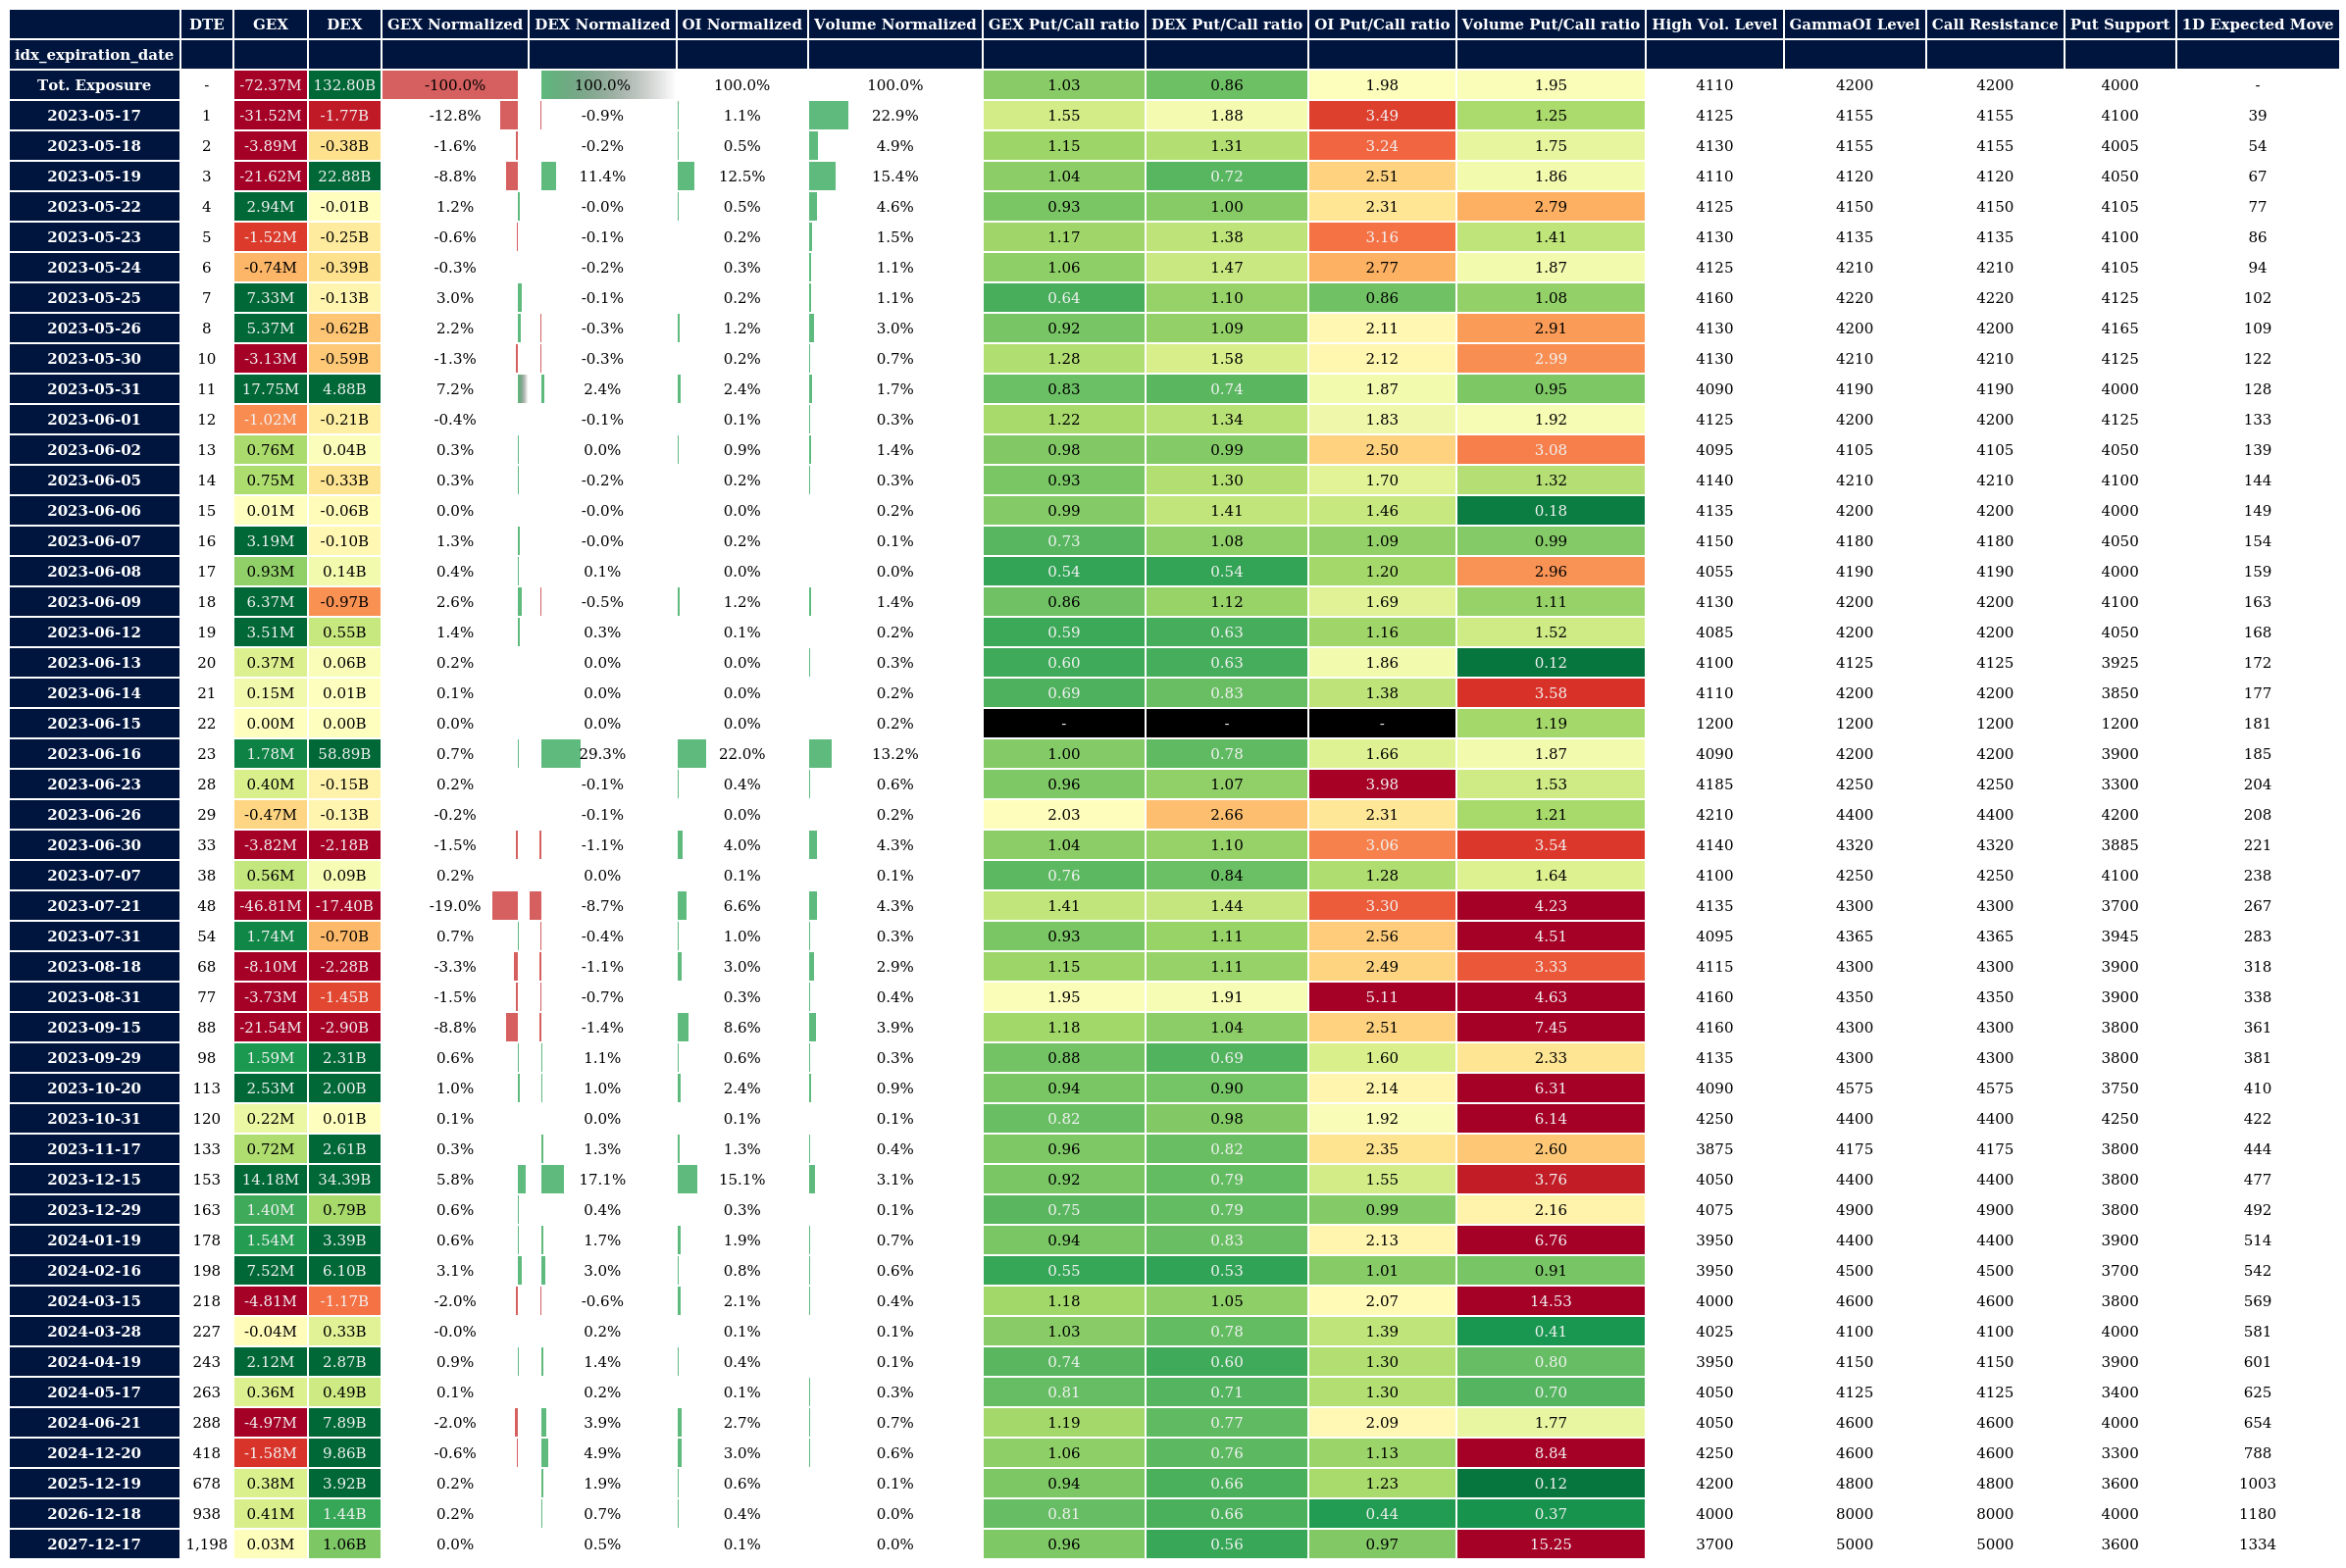 DTE GEX DEX GEX Normalized DEX Normalized OI Normalized Volume Normalized GEX Put/Call ratio DEX Put/Call ratio OI Put/Call ratio Volume Put/Call ratio High Vol. Level GammaOI Level Call Resistance Put Support 1D Expected Move
idx_expiration_date
Tot. Exposure - -72.37M 132.80B -100.0% 100.0% 100.0% 100.0% 1.03 0.86 1.98 1.95 4110 4200 4200 4000 -
2023-05-17 1 -31.52M -1.77B -12.8% -0.9% 1.1% 22.9% 1.55 1.88 3.49 1.25 4125 4155 4155 4100 39
2023-05-18 2 -3.89M -0.38B -1.6% -0.2% 0.5% 4.9% 1.15 1.31 3.24 1.75 4130 4155 4155 4005 54
2023-05-19 3 -21.62M 22.88B -8.8% 11.4% 12.5% 15.4% 1.04 0.72 2.51 1.86 4110 4120 4120 4050 67
2023-05-22 4 2.94M -0.01B 1.2% -0.0% 0.5% 4.6% 0.93 1.00 2.31 2.79 4125 4150 4150 4105 77
2023-05-23 5 -1.52M -0.25B -0.6% -0.1% 0.2% 1.5% 1.17 1.38 3.16 1.41 4130 4135 4135 4100 86
2023-05-24 6 -0.74M -0.39B -0.3% -0.2% 0.3% 1.1% 1.06 1.47 2.77 1.87 4125 4210 4210 4105 94
2023-05-25 7 7.33M -0.13B 3.0% -0.1% 0.2% 1.1% 0.64 1.10 0.86 1.08 4160 4220 4220 4125 102
2023-05-26 8 5.37M -0.62B 2.2% -0.3% 1.2% 3.0% 0.92 1.09 2.11 2.91 4130 4200 4200 4165 109
2023-05-30 10 -3.13M -0.59B -1.3% -0.3% 0.2% 0.7% 1.28 1.58 2.12 2.99 4130 4210 4210 4125 122
2023-05-31 11 17.75M 4.88B 7.2% 2.4% 2.4% 1.7% 0.83 0.74 1.87 0.95 4090 4190 4190 4000 128
2023-06-01 12 -1.02M -0.21B -0.4% -0.1% 0.1% 0.3% 1.22 1.34 1.83 1.92 4125 4200 4200 4125 133
2023-06-02 13 0.76M 0.04B 0.3% 0.0% 0.9% 1.4% 0.98 0.99 2.50 3.08 4095 4105 4105 4050 139
2023-06-05 14 0.75M -0.33B 0.3% -0.2% 0.2% 0.3% 0.93 1.30 1.70 1.32 4140 4210 4210 4100 144
2023-06-06 15 0.01M -0.06B 0.0% -0.0% 0.0% 0.2% 0.99 1.41 1.46 0.18 4135 4200 4200 4000 149
2023-06-07 16 3.19M -0.10B 1.3% -0.0% 0.2% 0.1% 0.73 1.08 1.09 0.99 4150 4180 4180 4050 154
2023-06-08 17 0.93M 0.14B 0.4% 0.1% 0.0% 0.0% 0.54 0.54 1.20 2.96 4055 4190 4190 4000 159
2023-06-09 18 6.37M -0.97B 2.6% -0.5% 1.2% 1.4% 0.86 1.12 1.69 1.11 4130 4200 4200 4100 163
2023-06-12 19 3.51M 0.55B 1.4% 0.3% 0.1% 0.2% 0.59 0.63 1.16 1.52 4085 4200 4200 4050 168
2023-06-13 20 0.37M 0.06B 0.2% 0.0% 0.0% 0.3% 0.60 0.63 1.86 0.12 4100 4125 4125 3925 172
2023-06-14 21 0.15M 0.01B 0.1% 0.0% 0.0% 0.2% 0.69 0.83 1.38 3.58 4110 4200 4200 3850 177
2023-06-15 22 0.00M 0.00B 0.0% 0.0% 0.0% 0.2% - - - 1.19 1200 1200 1200 1200 181
2023-06-16 23 1.78M 58.89B 0.7% 29.3% 22.0% 13.2% 1.00 0.78 1.66 1.87 4090 4200 4200 3900 185
2023-06-23 28 0.40M -0.15B 0.2% -0.1% 0.4% 0.6% 0.96 1.07 3.98 1.53 4185 4250 4250 3300 204
2023-06-26 29 -0.47M -0.13B -0.2% -0.1% 0.0% 0.2% 2.03 2.66 2.31 1.21 4210 4400 4400 4200 208
2023-06-30 33 -3.82M -2.18B -1.5% -1.1% 4.0% 4.3% 1.04 1.10 3.06 3.54 4140 4320 4320 3885 221
2023-07-07 38 0.56M 0.09B 0.2% 0.0% 0.1% 0.1% 0.76 0.84 1.28 1.64 4100 4250 4250 4100 238
2023-07-21 48 -46.81M -17.40B -19.0% -8.7% 6.6% 4.3% 1.41 1.44 3.30 4.23 4135 4300 4300 3700 267
2023-07-31 54 1.74M -0.70B 0.7% -0.4% 1.0% 0.3% 0.93 1.11 2.56 4.51 4095 4365 4365 3945 283
2023-08-18 68 -8.10M -2.28B -3.3% -1.1% 3.0% 2.9% 1.15 1.11 2.49 3.33 4115 4300 4300 3900 318
2023-08-31 77 -3.73M -1.45B -1.5% -0.7% 0.3% 0.4% 1.95 1.91 5.11 4.63 4160 4350 4350 3900 338
2023-09-15 88 -21.54M -2.90B -8.8% -1.4% 8.6% 3.9% 1.18 1.04 2.51 7.45 4160 4300 4300 3800 361
2023-09-29 98 1.59M 2.31B 0.6% 1.1% 0.6% 0.3% 0.88 0.69 1.60 2.33 4135 4300 4300 3800 381
2023-10-20 113 2.53M 2.00B 1.0% 1.0% 2.4% 0.9% 0.94 0.90 2.14 6.31 4090 4575 4575 3750 410
2023-10-31 120 0.22M 0.01B 0.1% 0.0% 0.1% 0.1% 0.82 0.98 1.92 6.14 4250 4400 4400 4250 422
2023-11-17 133 0.72M 2.61B 0.3% 1.3% 1.3% 0.4% 0.96 0.82 2.35 2.60 3875 4175 4175 3800 444
2023-12-15 153 14.18M 34.39B 5.8% 17.1% 15.1% 3.1% 0.92 0.79 1.55 3.76 4050 4400 4400 3800 477
2023-12-29 163 1.40M 0.79B 0.6% 0.4% 0.3% 0.1% 0.75 0.79 0.99 2.16 4075 4900 4900 3800 492
2024-01-19 178 1.54M 3.39B 0.6% 1.7% 1.9% 0.7% 0.94 0.83 2.13 6.76 3950 4400 4400 3900 514
2024-02-16 198 7.52M 6.10B 3.1% 3.0% 0.8% 0.6% 0.55 0.53 1.01 0.91 3950 4500 4500 3700 542
2024-03-15 218 -4.81M -1.17B -2.0% -0.6% 2.1% 0.4% 1.18 1.05 2.07 14.53 4000 4600 4600 3800 569
2024-03-28 227 -0.04M 0.33B -0.0% 0.2% 0.1% 0.1% 1.03 0.78 1.39 0.41 4025 4100 4100 4000 581
2024-04-19 243 2.12M 2.87B 0.9% 1.4% 0.4% 0.1% 0.74 0.60 1.30 0.80 3950 4150 4150 3900 601
2024-05-17 263 0.36M 0.49B 0.1% 0.2% 0.1% 0.3% 0.81 0.71 1.30 0.70 4050 4125 4125 3400 625
2024-06-21 288 -4.97M 7.89B -2.0% 3.9% 2.7% 0.7% 1.19 0.77 2.09 1.77 4050 4600 4600 4000 654
2024-12-20 418 -1.58M 9.86B -0.6% 4.9% 3.0% 0.6% 1.06 0.76 1.13 8.84 4250 4600 4600 3300 788
2025-12-19 678 0.38M 3.92B 0.2% 1.9% 0.6% 0.1% 0.94 0.66 1.23 0.12 4200 4800 4800 3600 1003
2026-12-18 938 0.41M 1.44B 0.2% 0.7% 0.4% 0.0% 0.81 0.66 0.44 0.37 4000 8000 8000 4000 1180
2027-12-17 1,198 0.03M 1.06B 0.0% 0.5% 0.1% 0.0% 0.96 0.56 0.97 15.25 3700 5000 5000 3600 1334